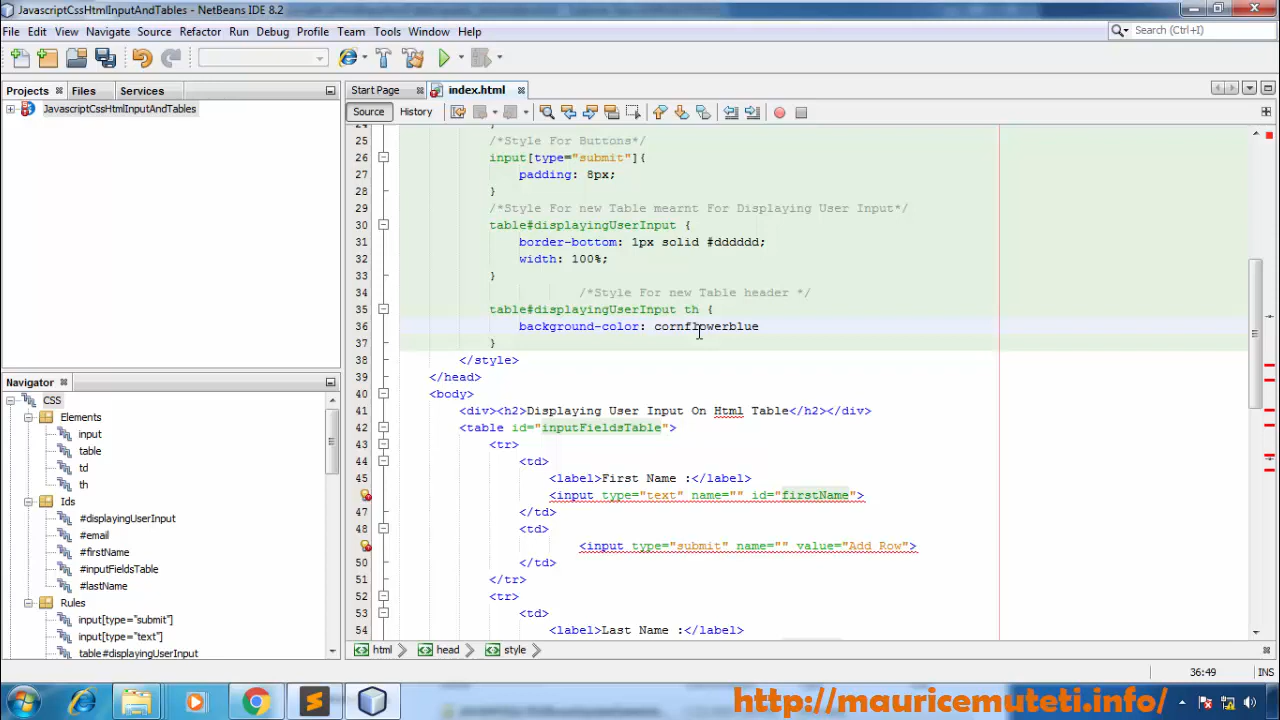 JavascriptCssHtmlInputAndTables - NetBeans IDE 8.2
File Edit View Navigate Source Refactor Run Debug Profile Team Tools Window Help
Search (Ctrl+I)
Projects Files Services
Start Page index.html
JavascriptCssHtmlInputAndTables
Source History
25 /*Style For Buttons*/
26 input[type="submit"]{
27 padding: 8px;
28 }
29 /*Style For new Table mearnt For Displaying User Input*/
30 table#displayingUserInput {
31 border-bottom: 1px solid #dddddd;
32 width: 100%;
33 }
34 /*Style For new Table header */
35 table#displayingUserInput th {
36 background-color: cornflowerblue
37 }
38 </style>
39 </head>
40 <body>
41 <div><h2>Displaying User Input On Html Table</h2></div>
42 <table id="inputFieldsTable">
43 <tr>
44 <td>
45 <label>First Name :</label>
<input type="text" name="" id="firstName">
47 </td>
48 <td>
<input type="submit" name="" value="Add Row">
50 </td>
51 </tr>
52 <tr>
53 <td>
54 <label>Last Name :</label>
Navigator
CSS
Elements
input
table
td
th
Ids
#displayingUserInput
#email
#firstName
#inputFieldsTable
#lastName
Rules
input[type="submit"]
input[type="text"]
table#displayingUserInput
html head style
36:49
http://mauricemuteti.info/